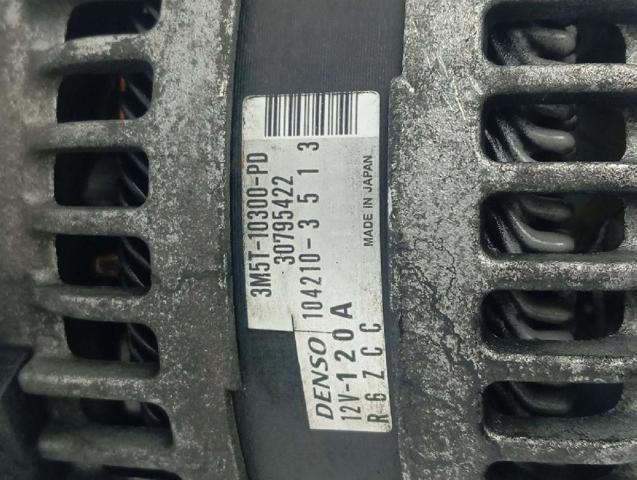 3M5T-10300-PD
30795422
104210-3513
MADE IN JAPAN
DENSO
12V-120A
R6ZCC